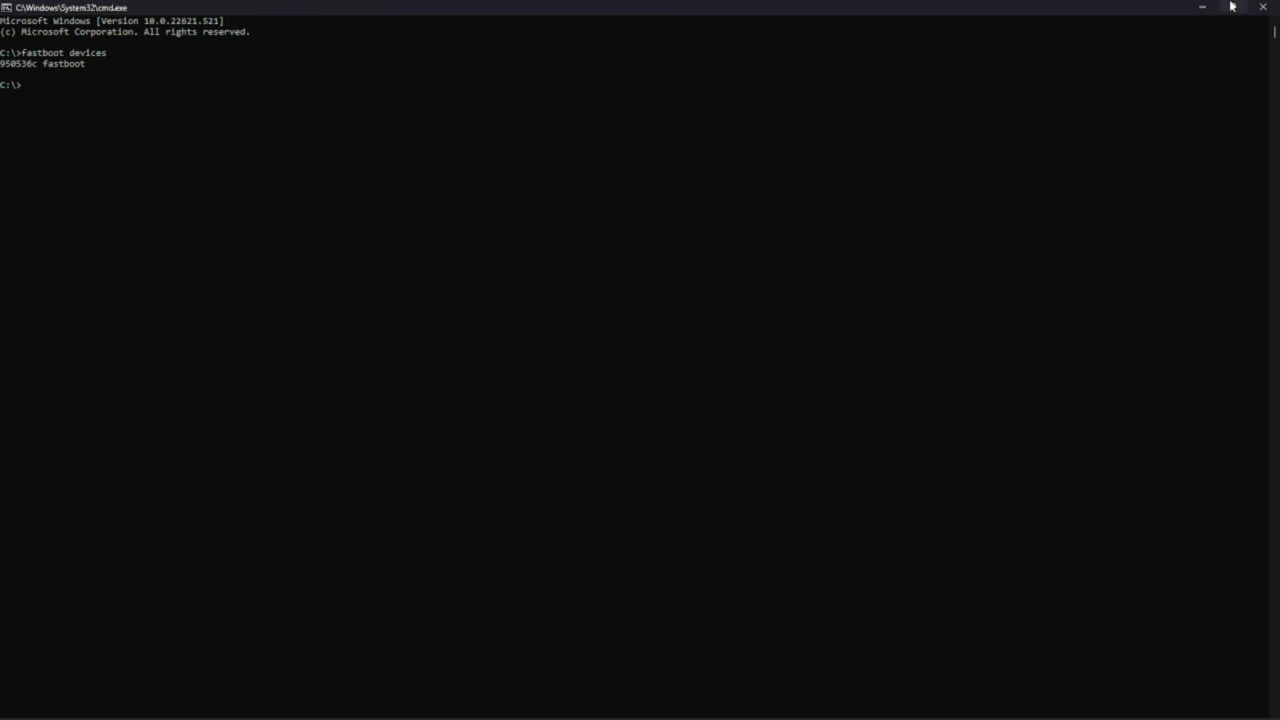 C:\Windows\System32\cmd.exe
Microsoft Windows [Version 10.0.22621.521]
(c) Microsoft Corporation. All rights reserved.
C:\>fastboot devices
950536c fastboot
C:\>